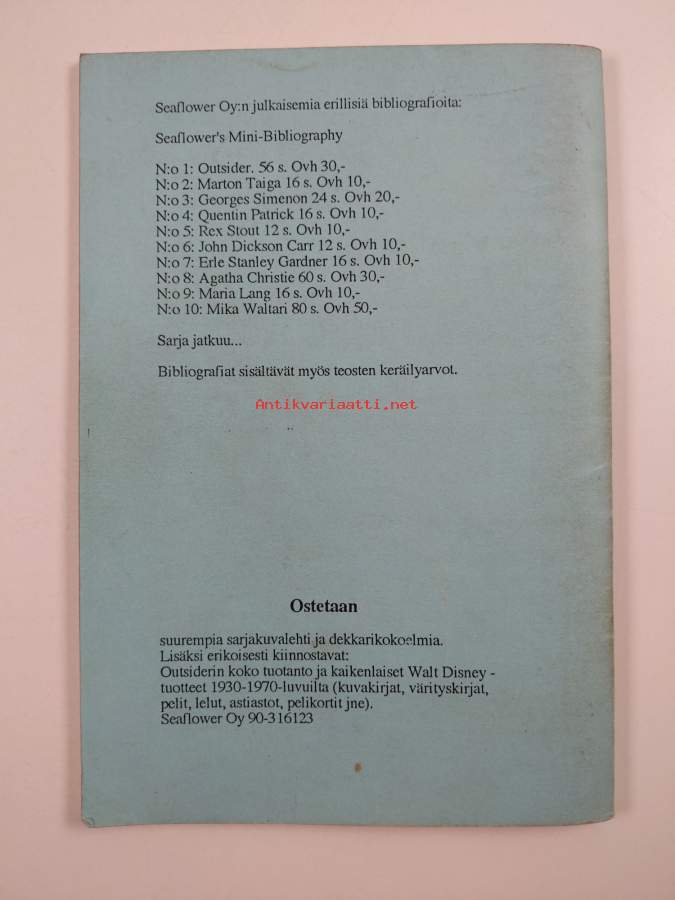 Seaflower Oy:n julkaisemia erillisiä bibliografioita:
Seaflower's Mini-Bibliography
N:o 1: Outsider. 56 s. Ovh 30,-
N:o 2: Marton Taiga 16 s. Ovh 10,-
N:o 3: Georges Simenon 24 s. Ovh 20,-
N:o 4: Quentin Patrick 16 s. Ovh 10,-
N:o 5: Rex Stout 12 s. Ovh 10,-
N:o 6: John Dickson Carr 12 s. Ovh 10,-
N:o 7: Erle Stanley Gardner 16 s. Ovh 10,-
N:o 8: Agatha Christie 60 s. Ovh 30,-
N:o 9: Maria Lang 16 s. Ovh 10,-
N:o 10: Mika Waltari 80 s. Ovh 50,-
Sarja jatkuu...
Bibliografiat sisältävät myös teosten keräilyarvot.
Antikvariaatti.net
Ostetaan
suurempia sarjakuvalehti ja dekkarikokoelmia.
Lisäksi erikoisesti kiinnostavat:
Outsiderin koko tuotanto ja kaikenlaiset Walt Disney -
tuotteet 1930-1970-luvuilta (kuvakirjat, värityskirjat,
pelit, lelut, astiastot, pelikortit jne).
Seaflower Oy 90-316123